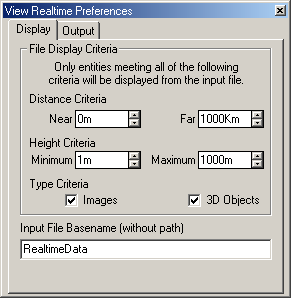 View Realtime Preferences
Display Output
File Display Criteria
Only entities meeting all of the following
criteria will be displayed from the input file.
Distance Criteria
Near 0m Far 1000Km
Height Criteria
Minimum 1m Maximum 1000m
Type Criteria
Images 3D Objects
Input File Basename (without path)
RealtimeData